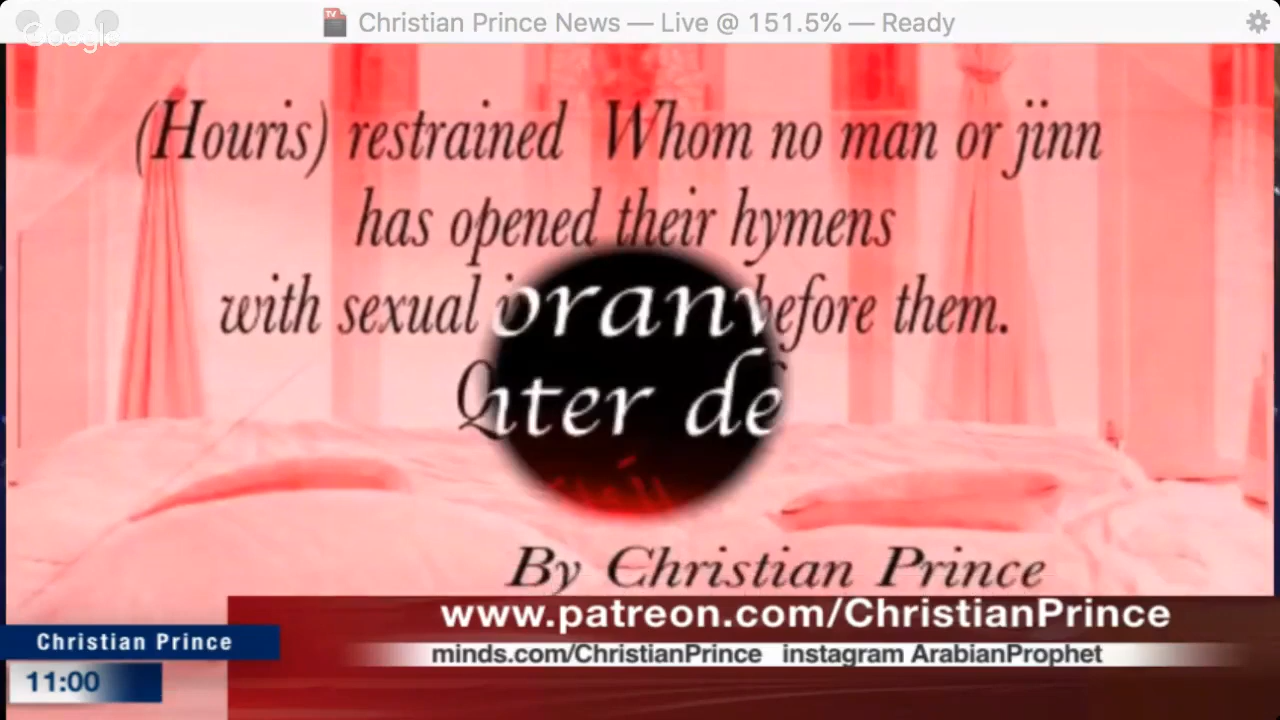 Christian Prince News — Live @ 151.5% — Ready
Google
(Houris) restrained Whom no man or jinn
has opened their hymens
with sexual before them.
By Christian Prince
www.patreon.com/ChristianPrince
Christian Prince
minds.com/ChristianPrince instagram ArabianProphet
11:00